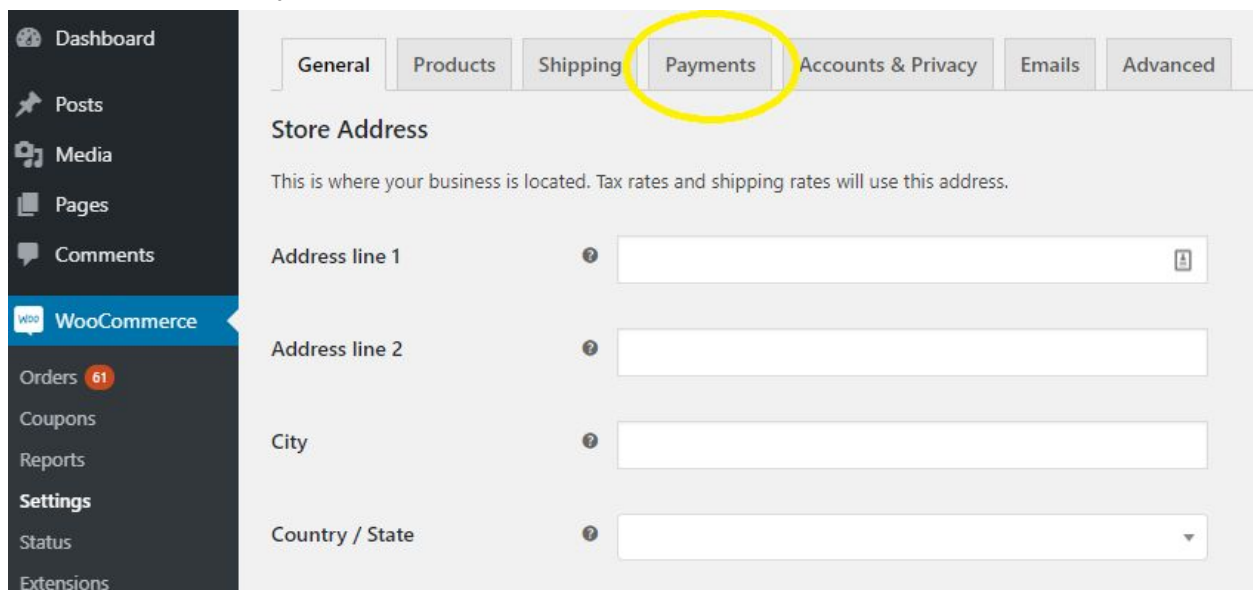 Dashboard
Posts
Media
Pages
Comments
woo WooCommerce
Orders 61
Coupons
Reports
Settings
Status
Extensions
General Products Shipping Payments Accounts & Privacy Emails Advanced
Store Address
This is where your business is located. Tax rates and shipping rates will use this address.
Address line 1
Address line 2
City
Country / State